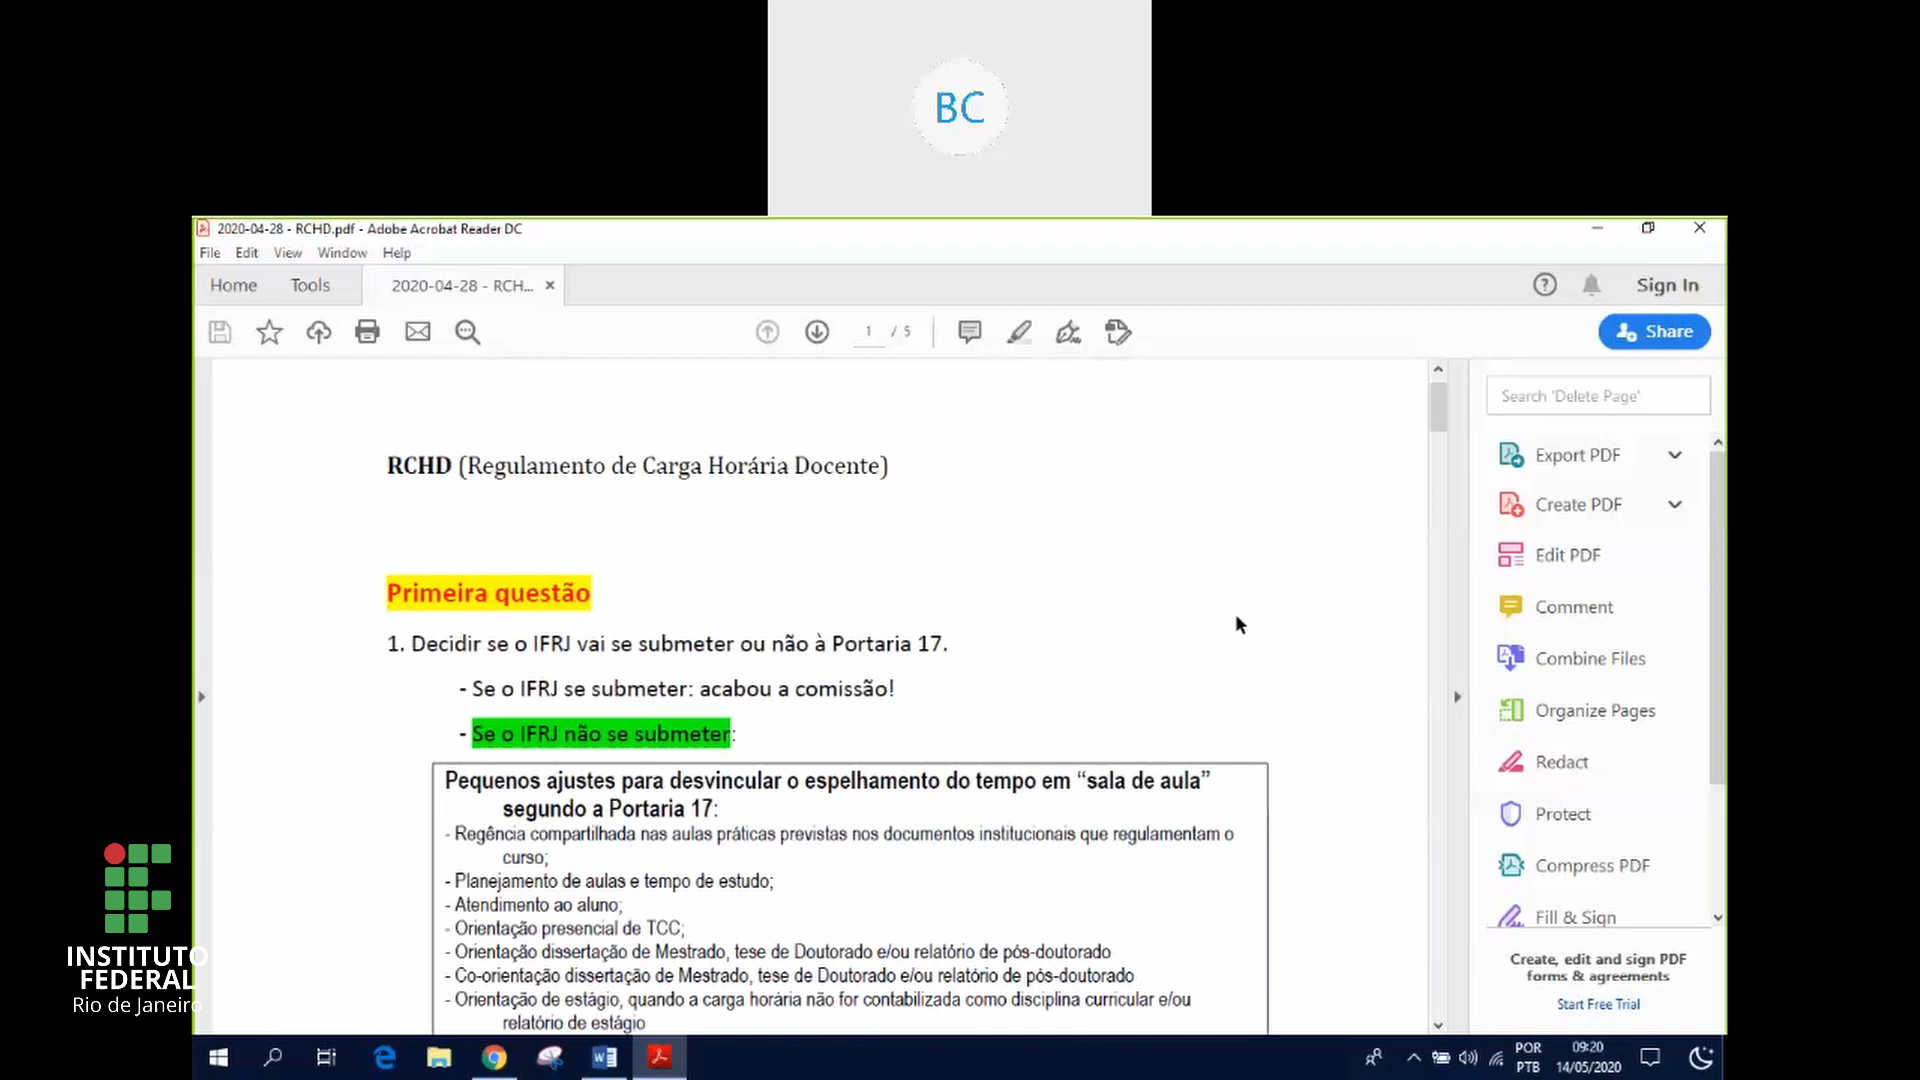 BC
2020-04-28 - RCHD.pdf - Adobe Acrobat Reader DC
File Edit View Window Help
Home Tools 2020-04-28 - RCH... Sign In
1 / 5
Share
Search 'Delete Page'
RCHD (Regulamento de Carga Horária Docente)
Primeira questão
1. Decidir se o IFRJ vai se submeter ou não à Portaria 17.
- Se o IFRJ se submeter: acabou a comissão!
- Se o IFRJ não se submeter:
Pequenos ajustes para desvincular o espelhamento do tempo em “sala de aula”
segundo a Portaria 17:
- Regência compartilhada nas aulas práticas previstas nos documentos institucionais que regulamentam o
curso;
- Planejamento de aulas e tempo de estudo;
- Atendimento ao aluno;
- Orientação presencial de TCC;
- Orientação dissertação de Mestrado, tese de Doutorado e/ou relatório de pós-doutorado
- Co-orientação dissertação de Mestrado, tese de Doutorado e/ou relatório de pós-doutorado
- Orientação de estágio, quando a carga horária não for contabilizada como disciplina curricular e/ou
relatório de estágio
Export PDF
Create PDF
Edit PDF
Comment
Combine Files
Organize Pages
Redact
Protect
Compress PDF
Fill & Sign
Create, edit and sign PDF
forms & agreements
Start Free Trial
INSTITUTO
FEDERAL
Rio de Janeiro
POR
PTB
09:20
14/05/2020